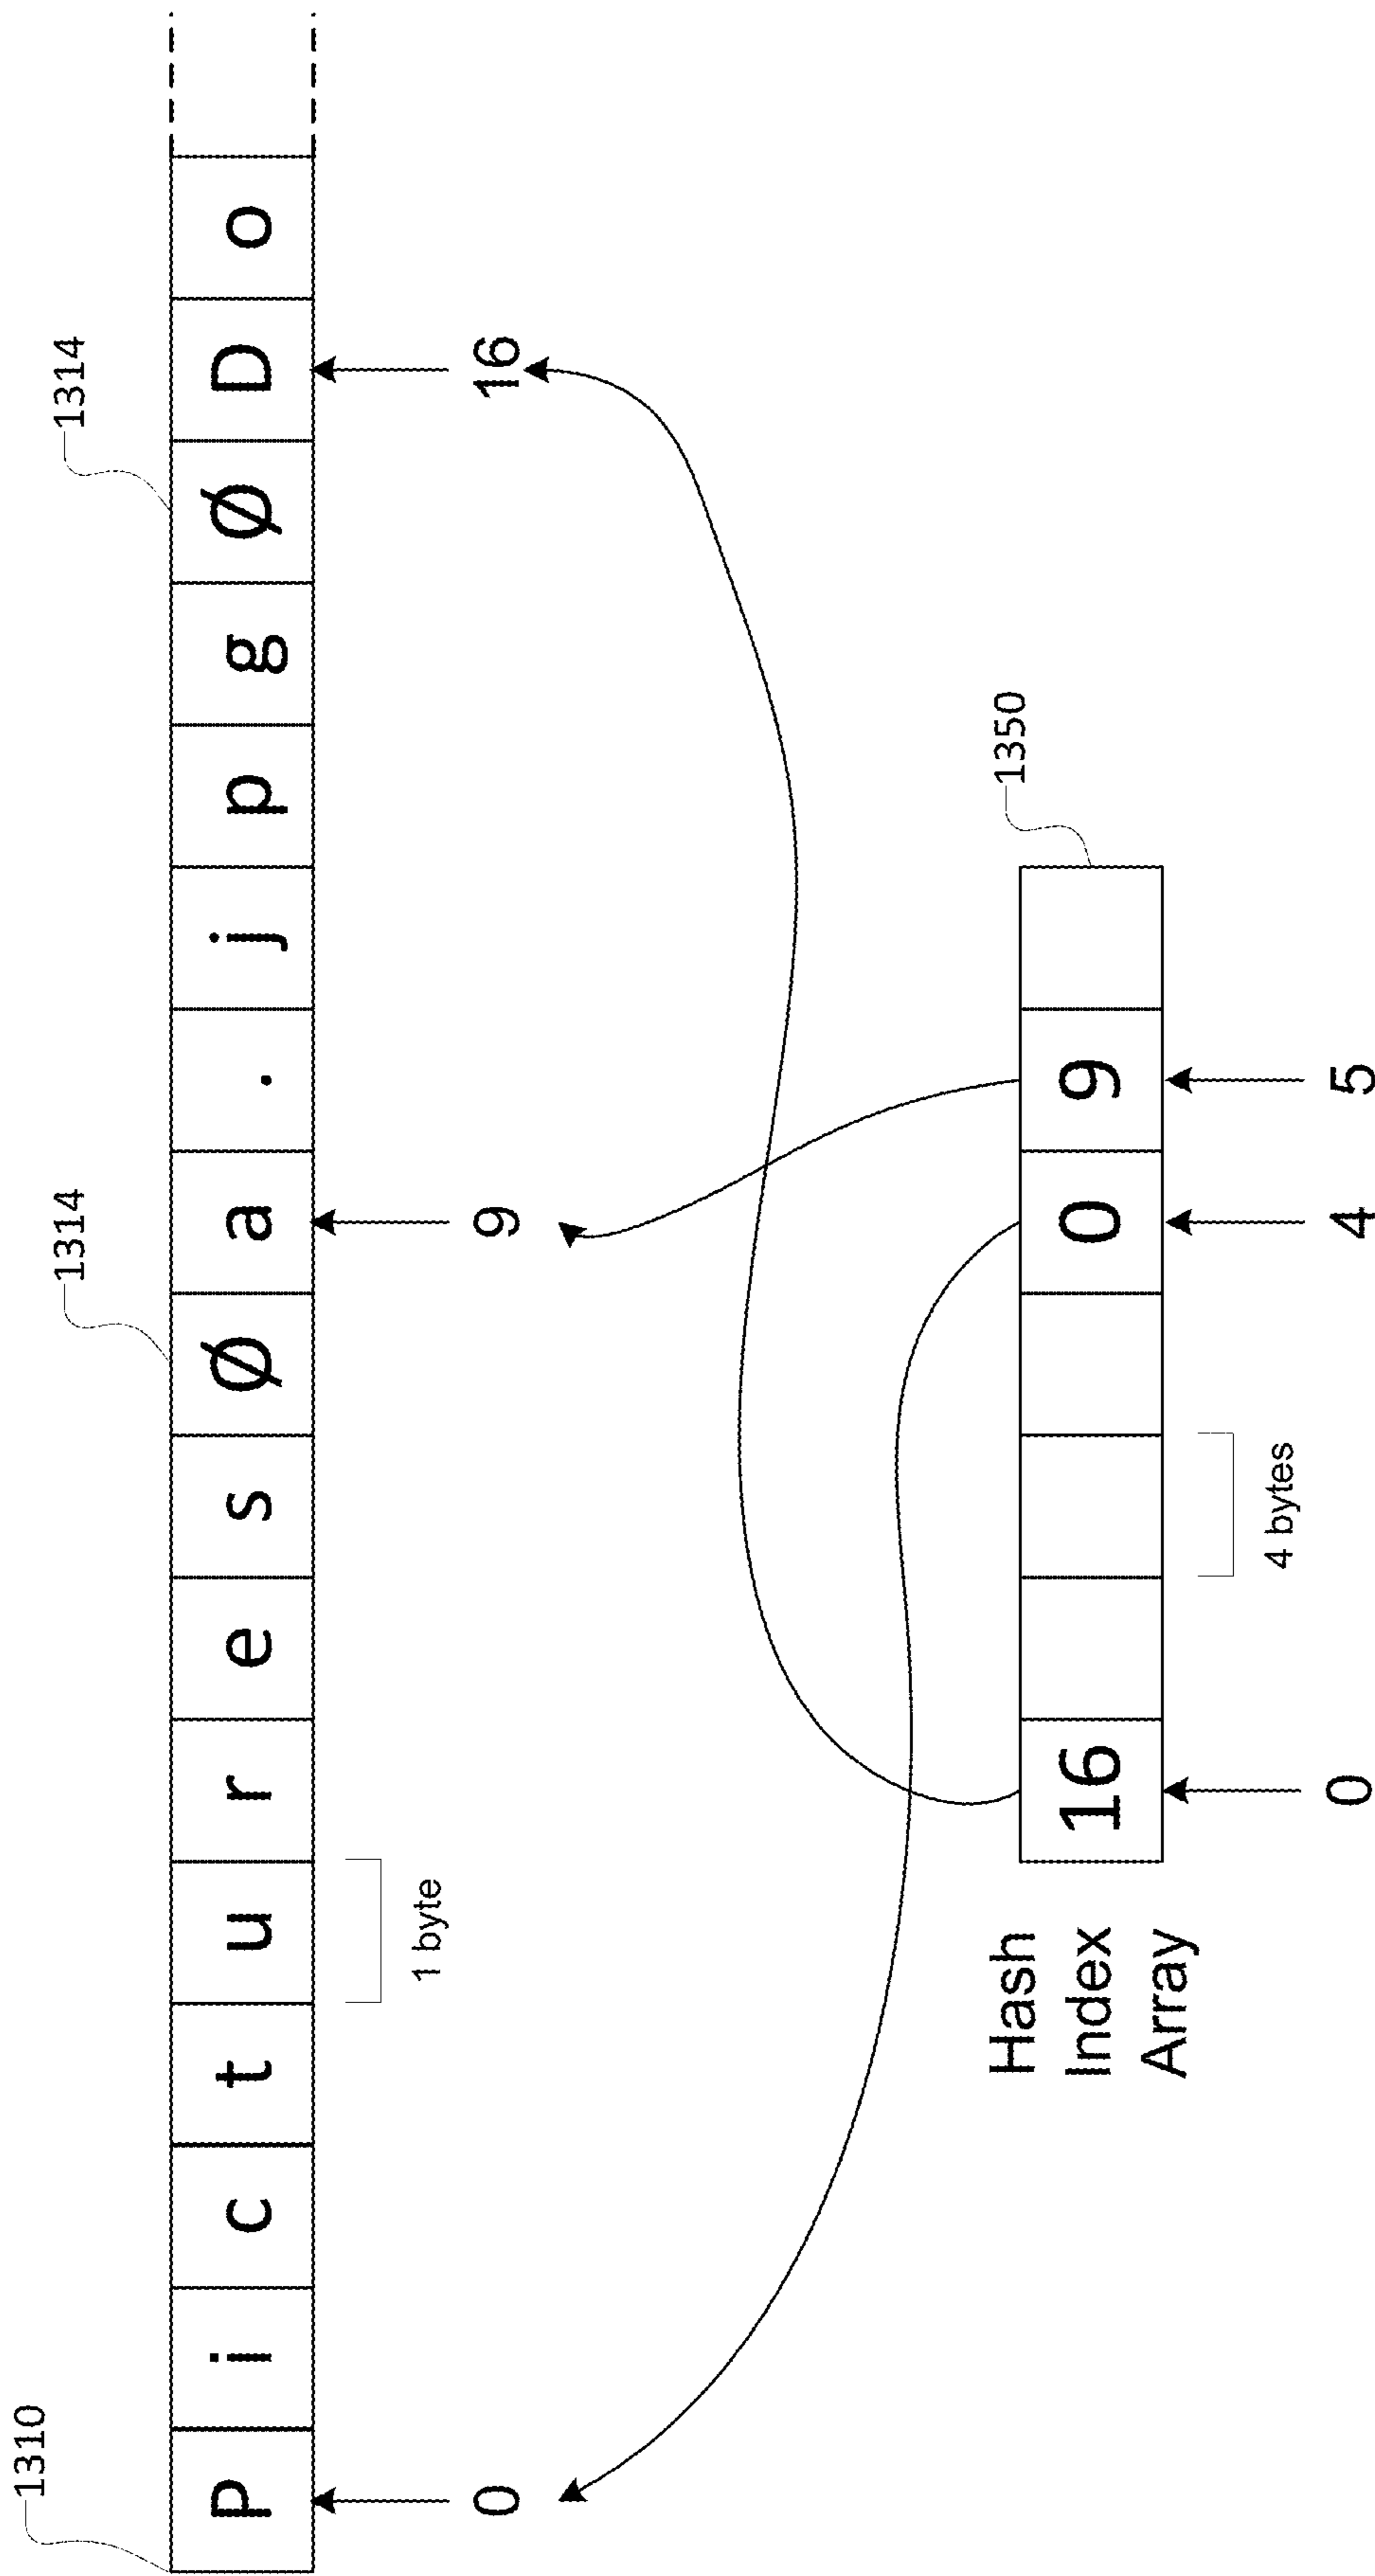 1310 1314 1314
P i c t u r e s Ø a . j p g Ø D o
1 byte
0 9 16
1350
Hash
Index
Array
16 0 9
4 bytes
0 4 5